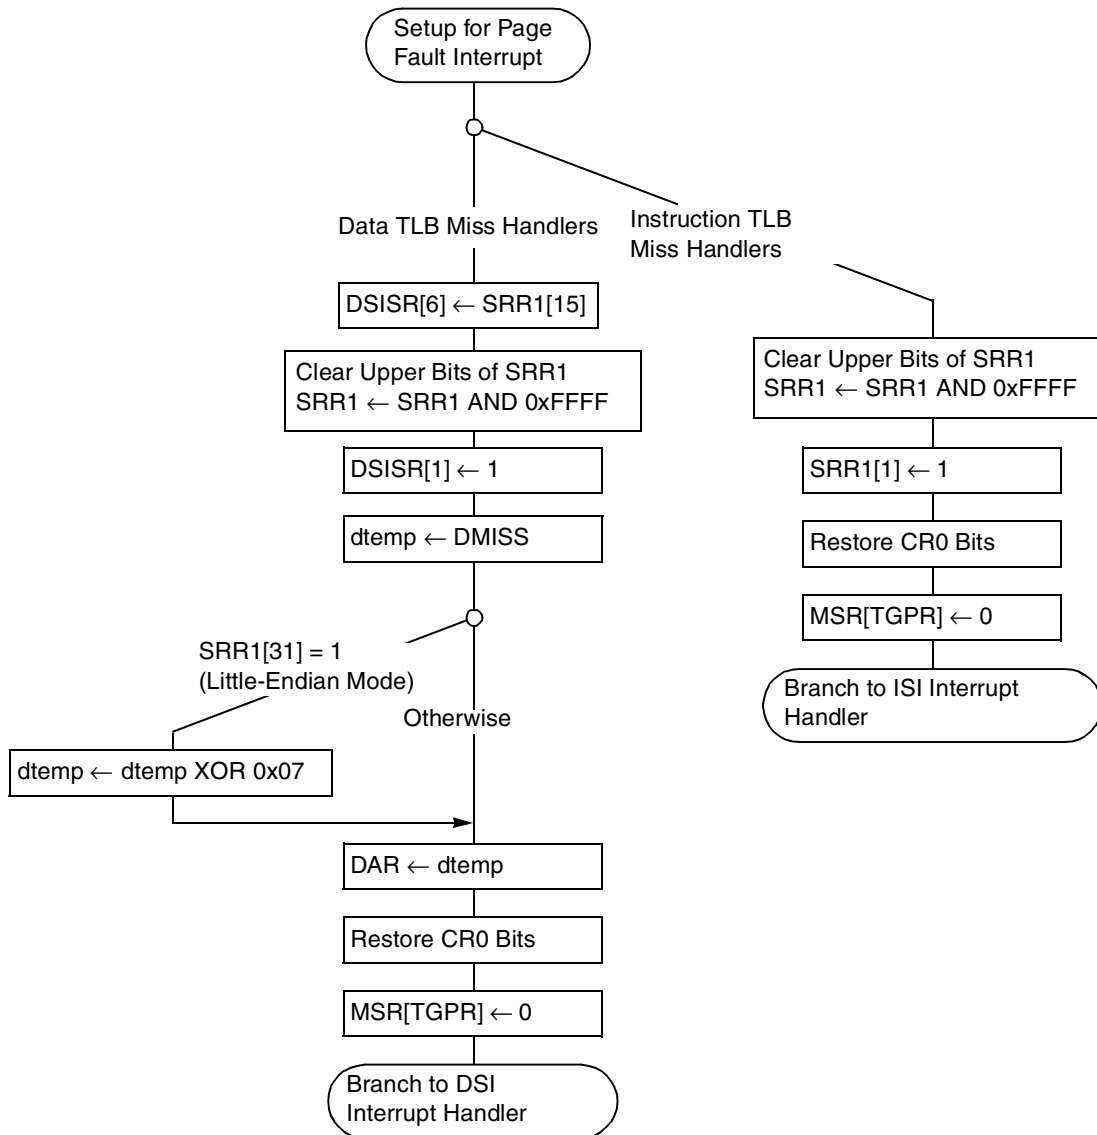 Setup for Page
Fault Interrupt
Data TLB Miss Handlers
Instruction TLB
Miss Handlers
DSISR[6] ← SRR1[15]
Clear Upper Bits of SRR1
SRR1 ← SRR1 AND 0xFFFF
DSISR[1] ← 1
dtemp ← DMISS
SRR1[31] = 1
(Little-Endian Mode)
Otherwise
dtemp ← dtemp XOR 0x07
DAR ← dtemp
Restore CR0 Bits
MSR[TGPR] ← 0
Branch to DSI
Interrupt Handler
Clear Upper Bits of SRR1
SRR1 ← SRR1 AND 0xFFFF
SRR1[1] ← 1
Restore CR0 Bits
MSR[TGPR] ← 0
Branch to ISI Interrupt
Handler